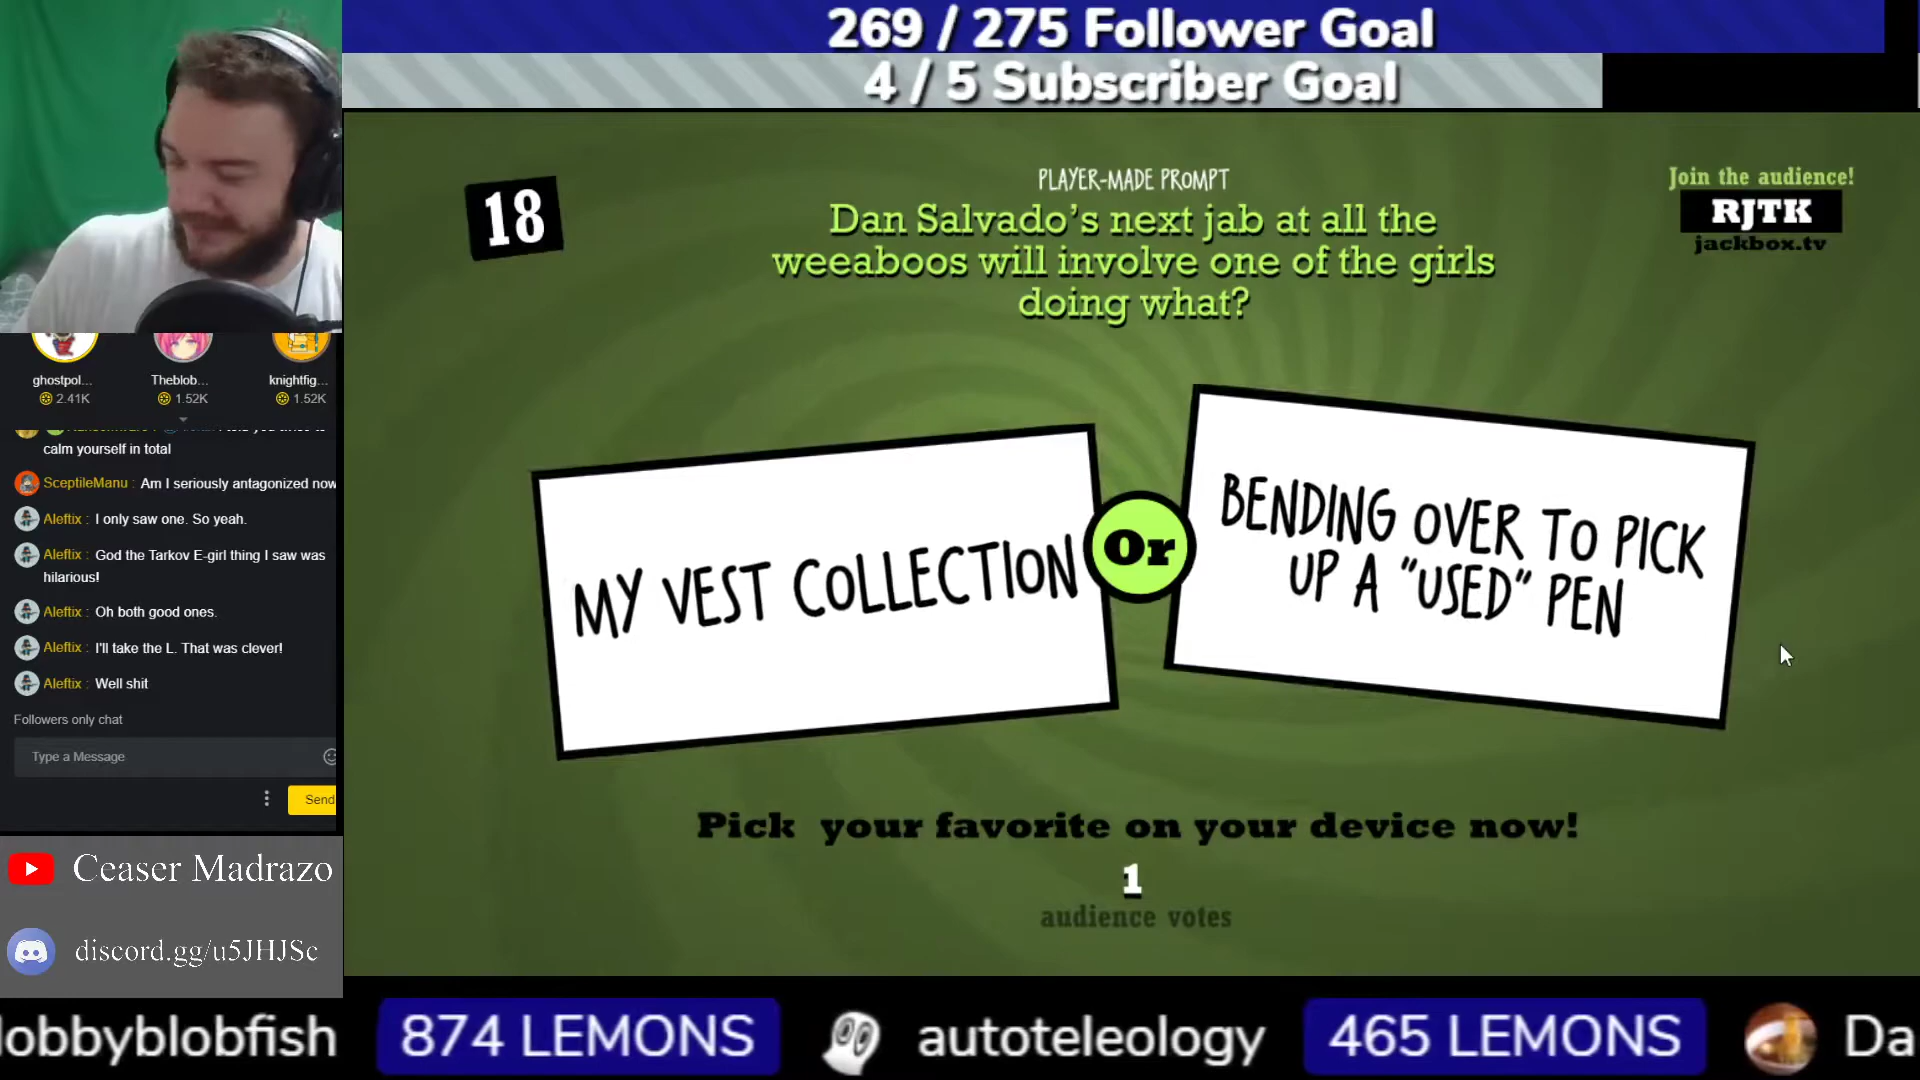 269 / 275 Follower Goal
4 / 5 Subscriber Goal
18
PLAYER-MADE PROMPT
Dan Salvado's next jab at all the
weeaboos will involve one of the girls
doing what?
Join the audience!
RJTK
jackbox.tv
MY VEST COLLECTION
Or
BENDING OVER TO PICK
UP A "USED" PEN
Pick your favorite on your device now!
1
audience votes
ghostpol...
Theblob...
knightfig...
2.41K
1.52K
1.52K
calm yourself in total
SceptileManu : Am I seriously antagonized now
Aleftix : I only saw one. So yeah.
Aleftix : God the Tarkov E-girl thing I saw was
hilarious!
Aleftix : Oh both good ones.
Aleftix : I'll take the L. That was clever!
Aleftix : Well shit
Followers only chat
Type a Message
Send
Ceaser Madrazo
discord.gg/u5JHJSc
lobbyblobfish
874 LEMONS
autoteleology
465 LEMONS
Da